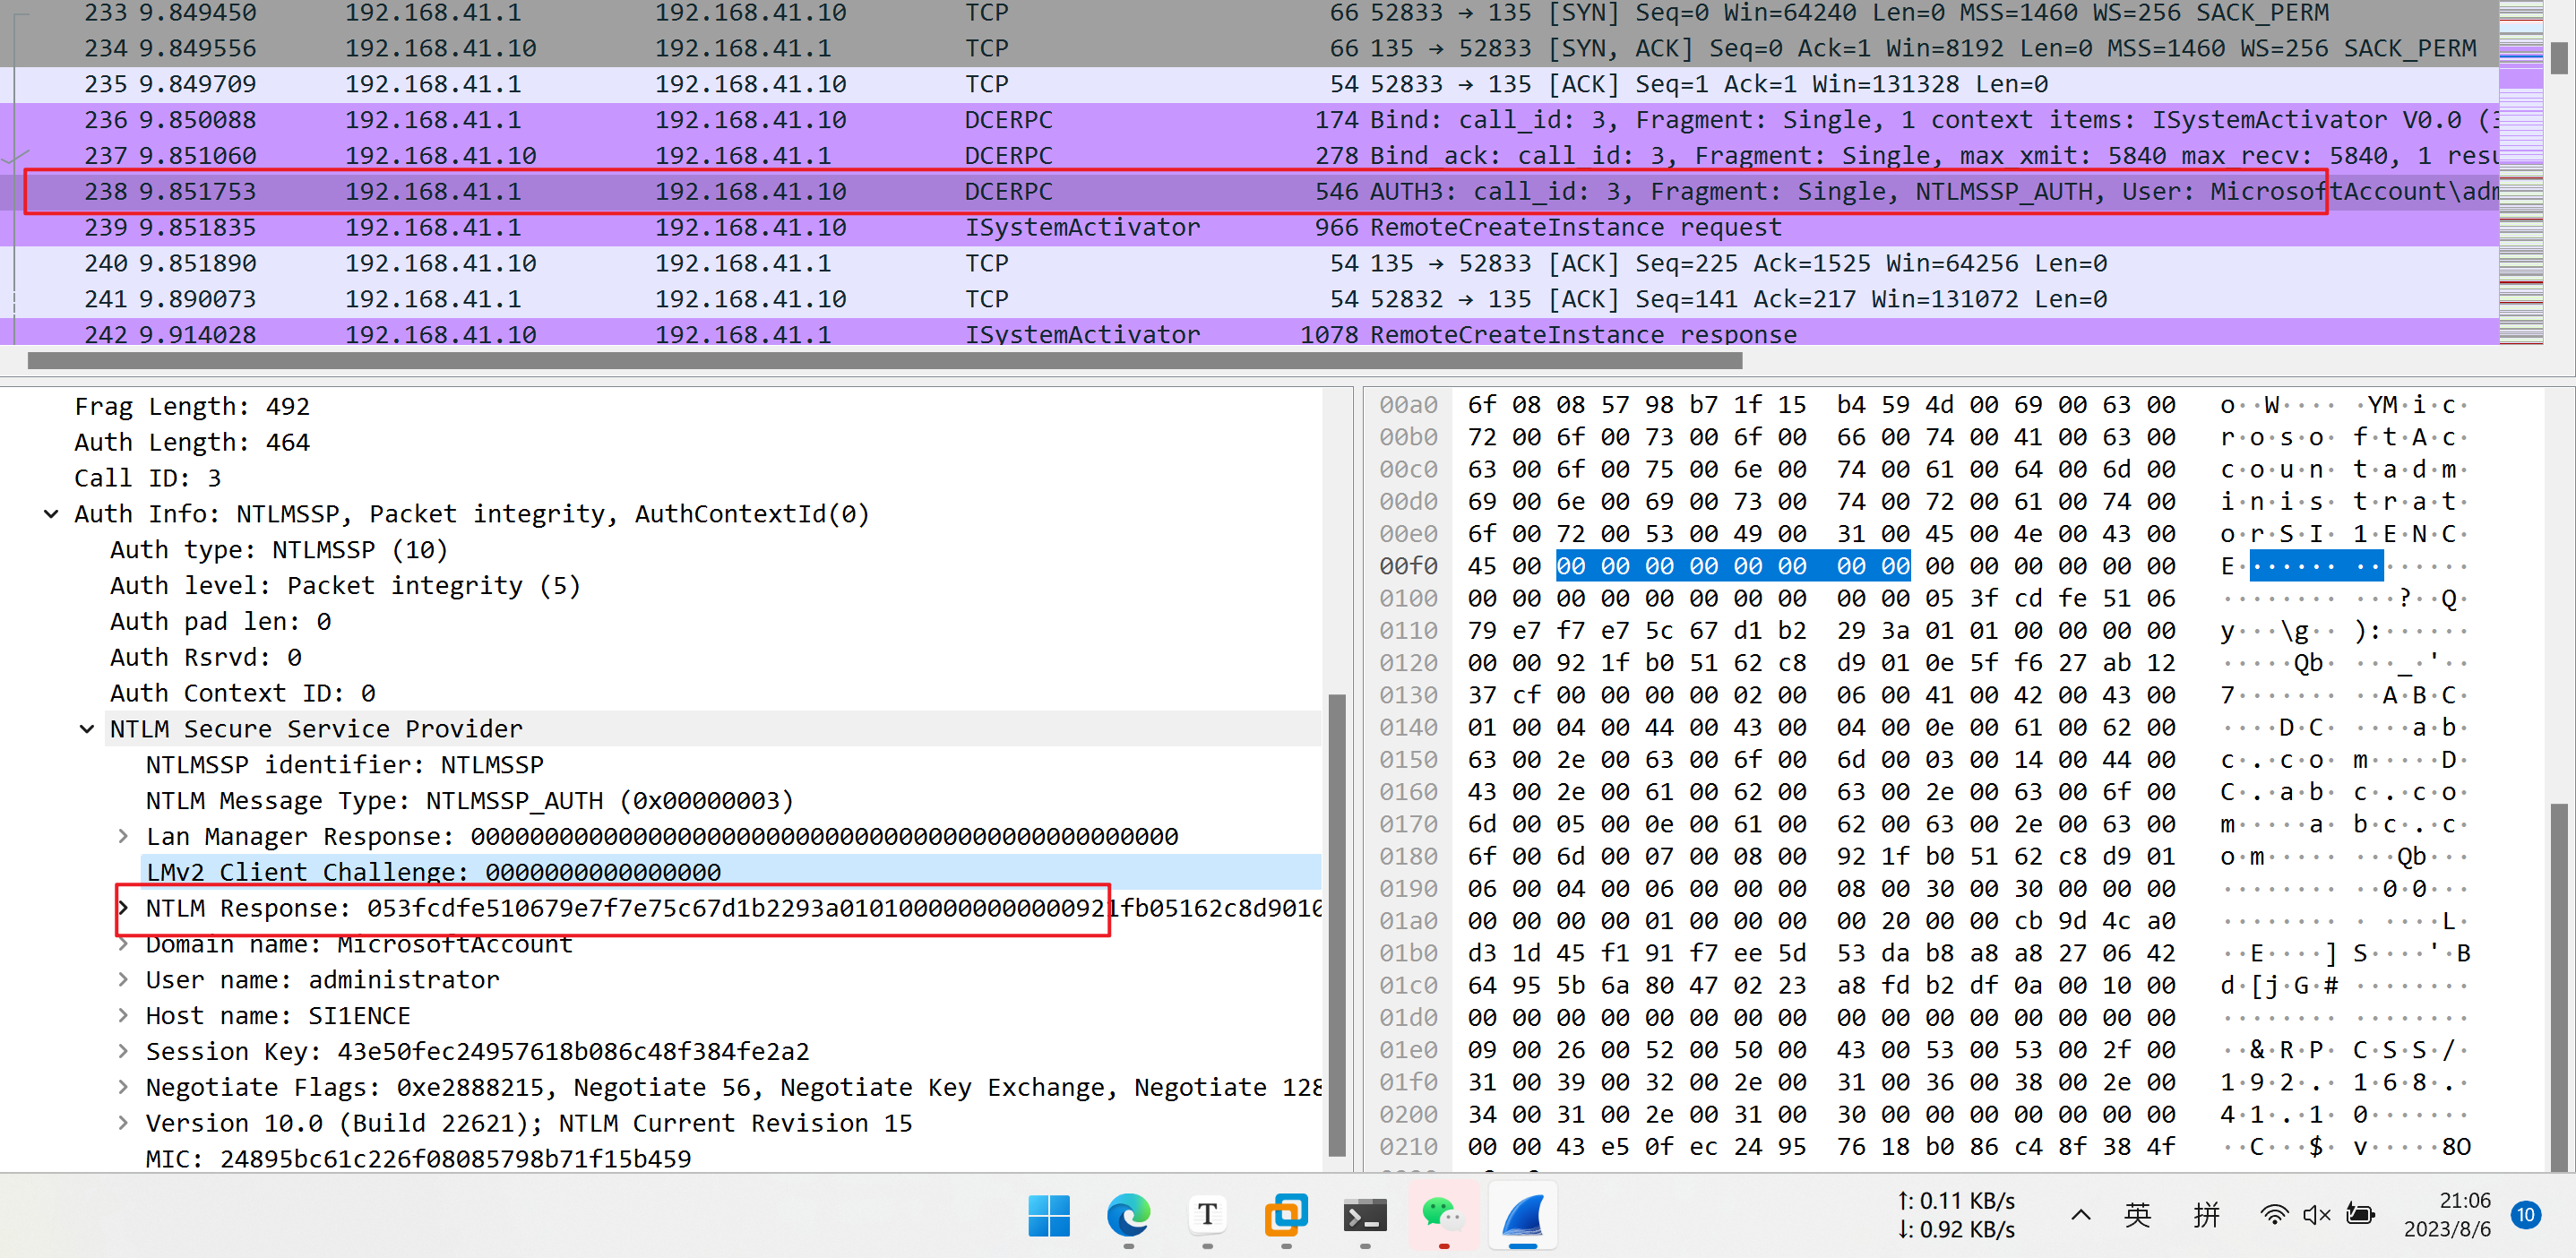 233 9.849450 192.168.41.1 192.168.41.10 TCP 66 52833 → 135 [SYN] Seq=0 Win=64240 Len=0 MSS=1460 WS=256 SACK_PERM
234 9.849556 192.168.41.10 192.168.41.1 TCP 66 135 → 52833 [SYN, ACK] Seq=0 Ack=1 Win=8192 Len=0 MSS=1460 WS=256 SACK_PERM
235 9.849709 192.168.41.1 192.168.41.10 TCP 54 52833 → 135 [ACK] Seq=1 Ack=1 Win=131328 Len=0
236 9.850088 192.168.41.1 192.168.41.10 DCERPC 174 Bind: call_id: 3, Fragment: Single, 1 context items: ISystemActivator V0.0 (3
237 9.851060 192.168.41.10 192.168.41.1 DCERPC 278 Bind_ack: call_id: 3, Fragment: Single, max_xmit: 5840 max_recv: 5840, 1 resu
238 9.851753 192.168.41.1 192.168.41.10 DCERPC 546 AUTH3: call_id: 3, Fragment: Single, NTLMSSP_AUTH, User: MicrosoftAccount\adm
239 9.851835 192.168.41.1 192.168.41.10 ISystemActivator 966 RemoteCreateInstance request
240 9.851890 192.168.41.10 192.168.41.1 TCP 54 135 → 52833 [ACK] Seq=225 Ack=1525 Win=64256 Len=0
241 9.890073 192.168.41.1 192.168.41.10 TCP 54 52832 → 135 [ACK] Seq=141 Ack=217 Win=131072 Len=0
242 9.914028 192.168.41.10 192.168.41.1 ISystemActivator 1078 RemoteCreateInstance response
Frag Length: 492
Auth Length: 464
Call ID: 3
Auth Info: NTLMSSP, Packet integrity, AuthContextId(0)
Auth type: NTLMSSP (10)
Auth level: Packet integrity (5)
Auth pad len: 0
Auth Rsrvd: 0
Auth Context ID: 0
NTLM Secure Service Provider
NTLMSSP identifier: NTLMSSP
NTLM Message Type: NTLMSSP_AUTH (0x00000003)
Lan Manager Response: 000000000000000000000000000000000000000000000000
LMv2 Client Challenge: 0000000000000000
NTLM Response: 053fcdfe510679e7f7e75c67d1b2293a0101000000000000921fb05162c8d9010
Domain name: MicrosoftAccount
User name: administrator
Host name: SI1ENCE
Session Key: 43e50fec24957618b086c48f384fe2a2
Negotiate Flags: 0xe2888215, Negotiate 56, Negotiate Key Exchange, Negotiate 128
Version 10.0 (Build 22621); NTLM Current Revision 15
MIC: 24895bc61c226f08085798b71f15b459
00a0 6f 08 08 57 98 b7 1f 15 b4 59 4d 00 69 00 63 00 o··W···· ·YM·i·c·
00b0 72 00 6f 00 73 00 6f 00 66 00 74 00 41 00 63 00 r·o·s·o· f·t·A·c·
00c0 63 00 6f 00 75 00 6e 00 74 00 61 00 64 00 6d 00 c·o·u·n· t·a·d·m·
00d0 69 00 6e 00 69 00 73 00 74 00 72 00 61 00 74 00 i·n·i·s· t·r·a·t·
00e0 6f 00 72 00 53 00 49 00 31 00 45 00 4e 00 43 00 o·r·S·I· 1·E·N·C·
00f0 45 00 00 00 00 00 00 00 00 00 00 00 00 00 00 00 E······· ········
0100 00 00 00 00 00 00 00 00 00 00 05 3f cd fe 51 06 ········ ···?··Q·
0110 79 e7 f7 e7 5c 67 d1 b2 29 3a 01 01 00 00 00 00 y···\g·· ):······
0120 00 00 92 1f b0 51 62 c8 d9 01 0e 5f f6 27 ab 12 ·····Qb· ···_·'··
0130 37 cf 00 00 00 00 02 00 06 00 41 00 42 00 43 00 7······· ··A·B·C·
0140 01 00 04 00 44 00 43 00 04 00 0e 00 61 00 62 00 ····D·C· ····a·b·
0150 63 00 2e 00 63 00 6f 00 6d 00 03 00 14 00 44 00 c·.·c·o· m·····D·
0160 43 00 2e 00 61 00 62 00 63 00 2e 00 63 00 6f 00 C·.·a·b· c·.·c·o·
0170 6d 00 05 00 0e 00 61 00 62 00 63 00 2e 00 63 00 m·····a· b·c·.·c·
0180 6f 00 6d 00 07 00 08 00 92 1f b0 51 62 c8 d9 01 o·m····· ···Qb···
0190 06 00 04 00 06 00 00 00 08 00 30 00 30 00 00 00 ········ ··0·0···
01a0 00 00 00 00 01 00 00 00 00 20 00 00 cb 9d 4c a0 ········ · ····L·
01b0 d3 1d 45 f1 91 f7 ee 5d 53 da b8 a8 a8 27 06 42 ··E····] S····'·B
01c0 64 95 5b 6a 80 47 02 23 a8 fd b2 df 0a 00 10 00 d·[j·G·# ········
01d0 00 00 00 00 00 00 00 00 00 00 00 00 00 00 00 00 ········ ········
01e0 09 00 26 00 52 00 50 00 43 00 53 00 53 00 2f 00 ··&·R·P· C·S·S·/·
01f0 31 00 39 00 32 00 2e 00 31 00 36 00 38 00 2e 00 1·9·2·.· 1·6·8·.·
0200 34 00 31 00 2e 00 31 00 30 00 00 00 00 00 00 00 4·1·.·1· 0·······
0210 00 00 43 e5 0f ec 24 95 76 18 b0 86 c4 8f 38 4f ··C···$· v·····8O
↑: 0.11 KB/s
↓: 0.92 KB/s
英
拼
21:06
2023/8/6
10